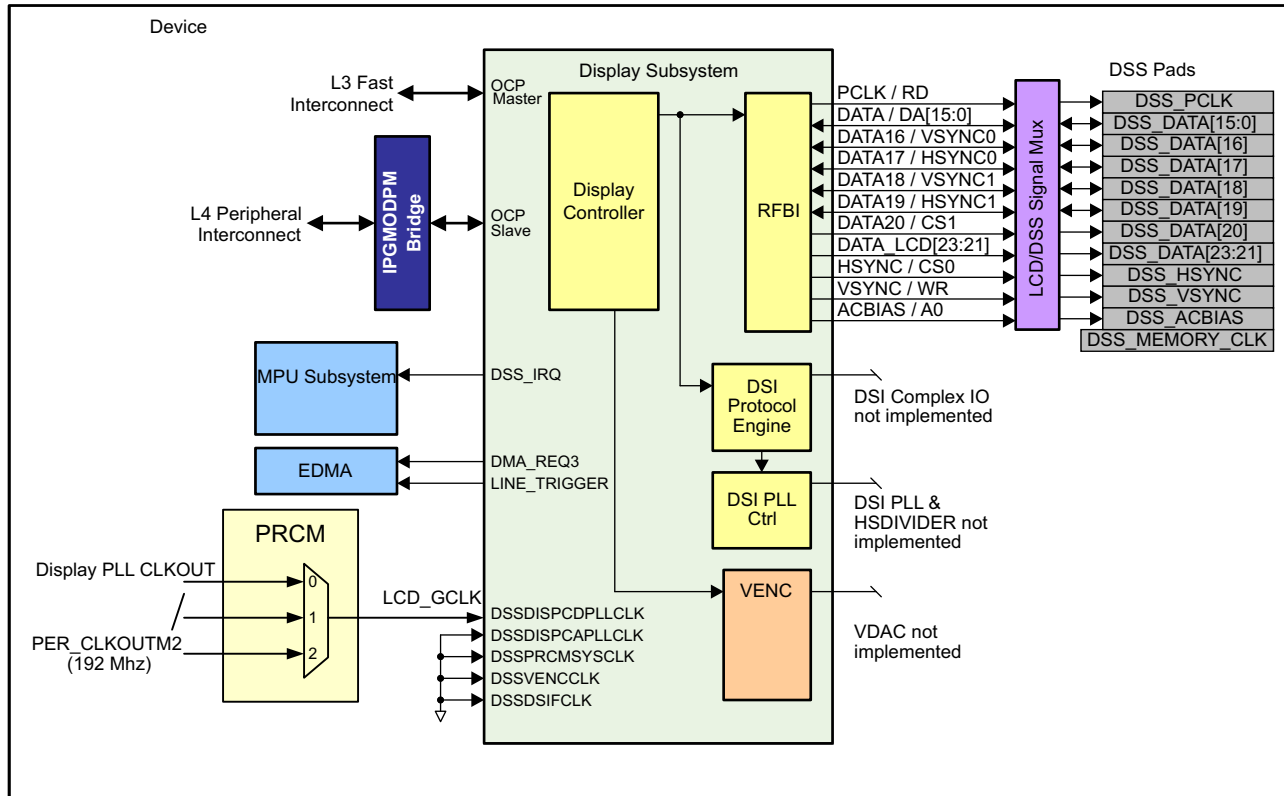 Device
Display Subsystem
DSS Pads
L3 Fast
Interconnect
OCP
Master
L4 Peripheral
Interconnect
IPGMODPM
Bridge
OCP
Slave
Display
Controller
RFBI
PCLK / RD
DATA / DA[15:0]
DATA16 / VSYNC0
DATA17 / HSYNC0
DATA18 / VSYNC1
DATA19 / HSYNC1
DATA20 / CS1
DATA_LCD[23:21]
HSYNC / CS0
VSYNC / WR
ACBIAS / A0
LCD/DSS Signal Mux
DSS_PCLK
DSS_DATA[15:0]
DSS_DATA[16]
DSS_DATA[17]
DSS_DATA[18]
DSS_DATA[19]
DSS_DATA[20]
DSS_DATA[23:21]
DSS_HSYNC
DSS_VSYNC
DSS_ACBIAS
DSS_MEMORY_CLK
MPU Subsystem
DSS_IRQ
EDMA
DMA_REQ3
LINE_TRIGGER
DSI
Protocol
Engine
DSI Complex IO
not implemented
DSI PLL
Ctrl
DSI PLL &
HSDIVIDER not
implemented
VENC
VDAC not
implemented
PRCM
Display PLL CLKOUT
0
1
2
PER_CLKOUTM2
(192 Mhz)
LCD_GCLK
DSSDISPCDPLLCLK
DSSDISPCAPLLCLK
DSSPRCMSYSCLK
DSSVENCCLK
DSSDSIFCLK